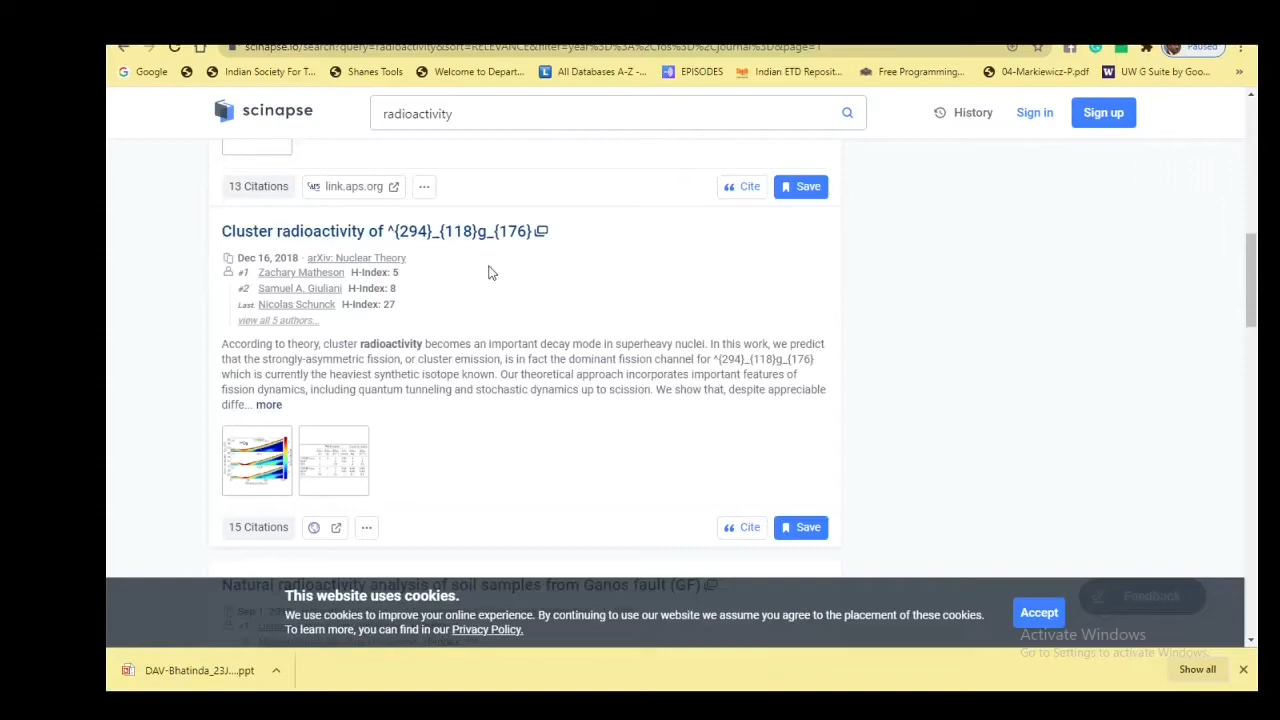 scinapse.io/search?query=radioactivity&sort=RELEVANCE&filter=year%3D%3A%2Cfos%3D%2Cjournal%3D&page=1
Paused
Google
Indian Society For T...
Shanes Tools
Welcome to Depart...
All Databases A-Z -...
EPISODES
Indian ETD Reposit...
Free Programming...
04-Markiewicz-P.pdf
UW G Suite by Goo...
»
scinapse
radioactivity
History
Sign in
Sign up
13 Citations
link.aps.org
...
Cite
Save
Cluster radioactivity of ^{294}_{118}g_{176}
Dec 16, 2018 · arXiv: Nuclear Theory
#1 Zachary Matheson H-Index: 5
#2 Samuel A. Giuliani H-Index: 8
Last. Nicolas Schunck H-Index: 27
view all 5 authors...
According to theory, cluster radioactivity becomes an important decay mode in superheavy nuclei. In this work, we predict
that the strongly-asymmetric fission, or cluster emission, is in fact the dominant fission channel for ^{294}_{118}g_{176}
which is currently the heaviest synthetic isotope known. Our theoretical approach incorporates important features of
fission dynamics, including quantum tunneling and stochastic dynamics up to scission. We show that, despite appreciable
diffe... more
15 Citations
...
Cite
Save
Natural radioactivity analysis of soil samples from Ganos fault (GF)
This website uses cookies.
We use cookies to improve your online experience. By continuing to use our website we assume you agree to the placement of these cookies.
To learn more, you can find in our Privacy Policy.
Accept
Feedback
Activate Windows
Go to Settings to activate Windows.
DAV-Bhatinda_23J....ppt
Show all